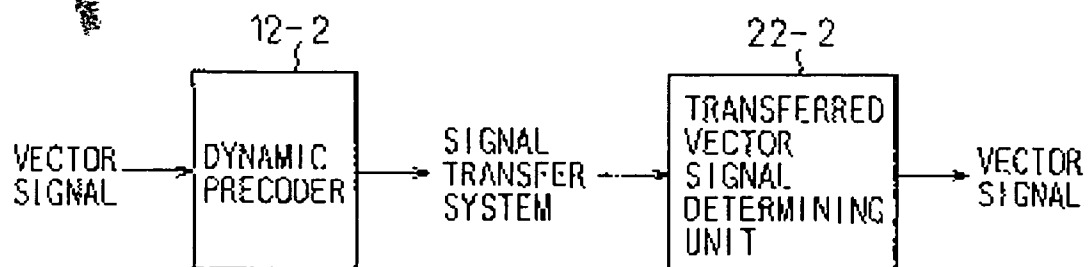 12-2
22-2
VECTOR
SIGNAL
DYNAMIC
PRECODER
SIGNAL
TRANSFER
SYSTEM
TRANSFERRED
VECTOR
SIGNAL
DETERMINING
UNIT
VECTOR
SIGNAL